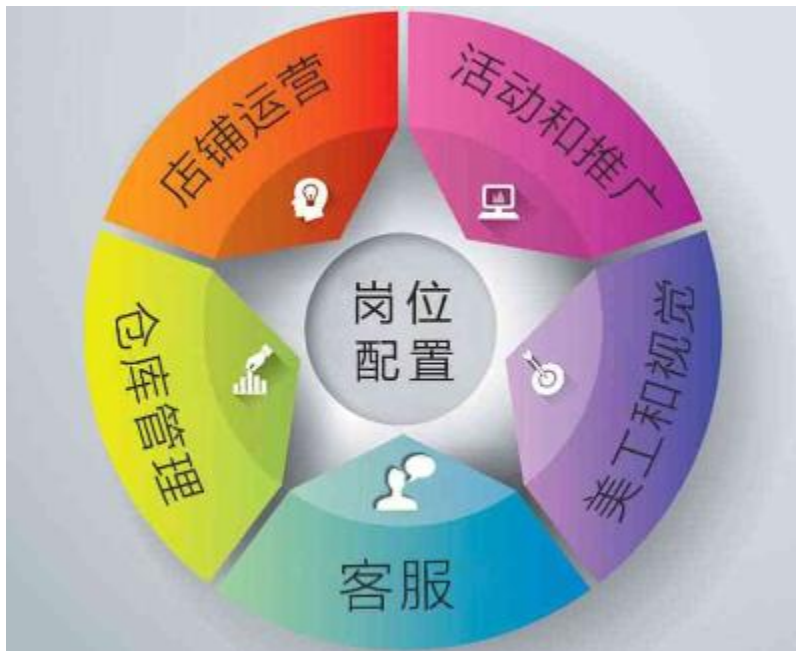 店铺运营
活动和推广
岗位
配置
仓库管理
美工和视觉
客服